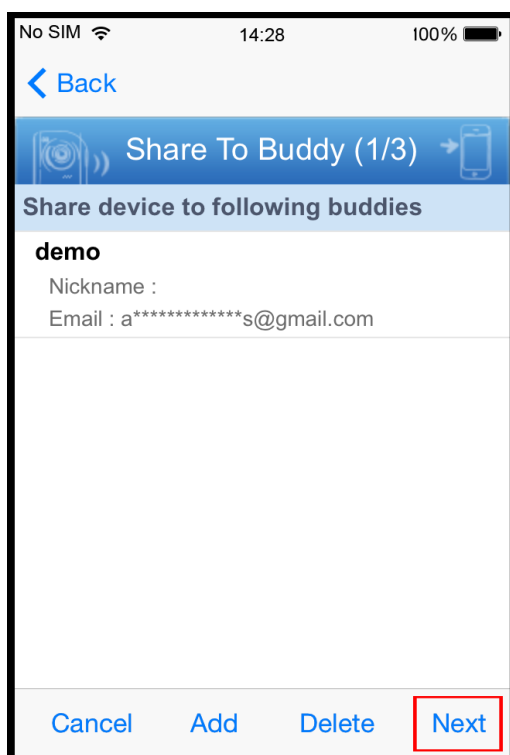 No SIM 14:28 100%
Back
Share To Buddy (1/3)
Share device to following buddies
demo
Nickname :
Email : a*************s@gmail.com
Cancel Add Delete Next